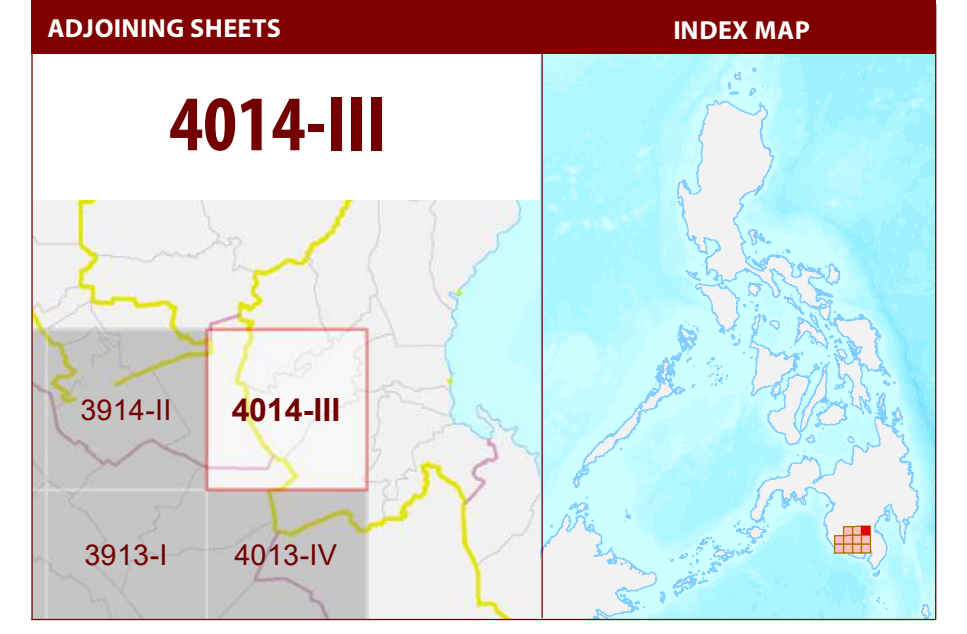 ADJOINING SHEETS
INDEX MAP
4014-III
3914-II
4014-III
3913-I
4013-IV